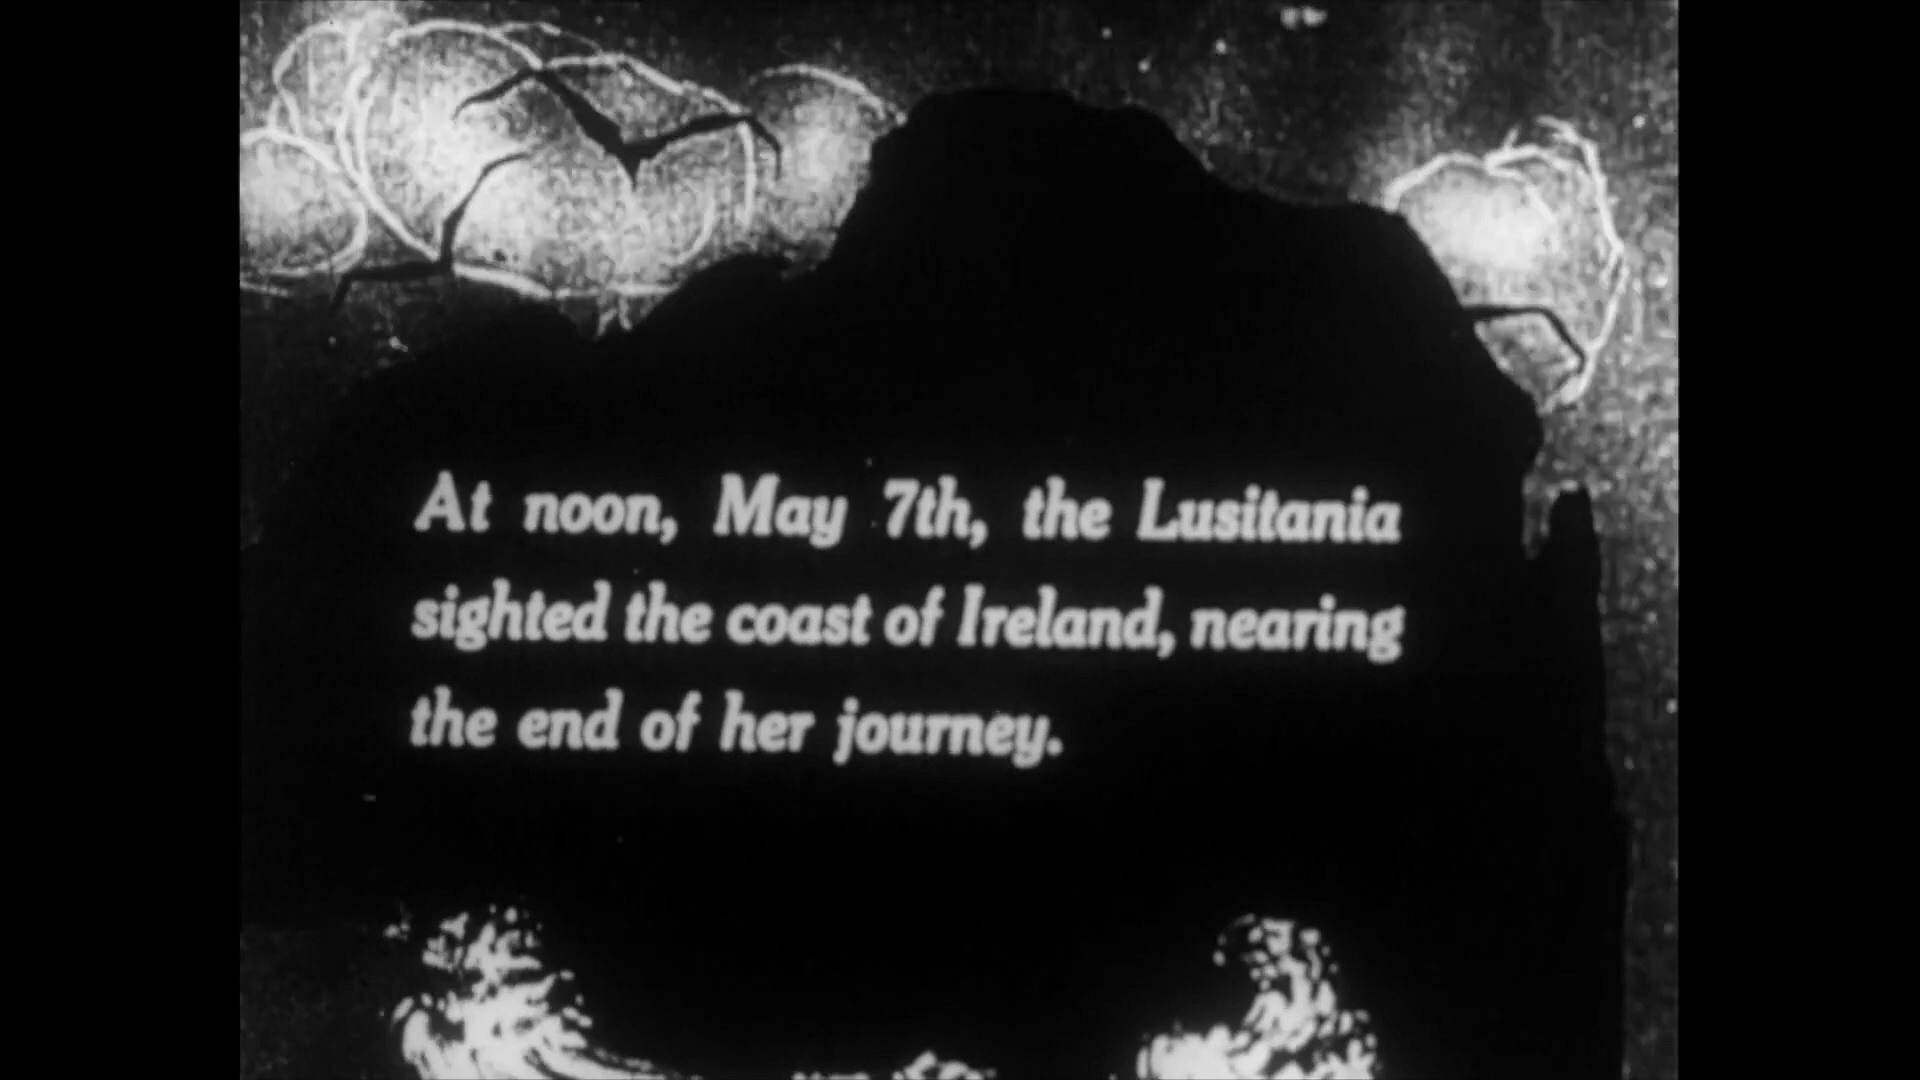 At noon, May 7th, the Lusitania
sighted the coast of Ireland, nearing
the end of her journey.